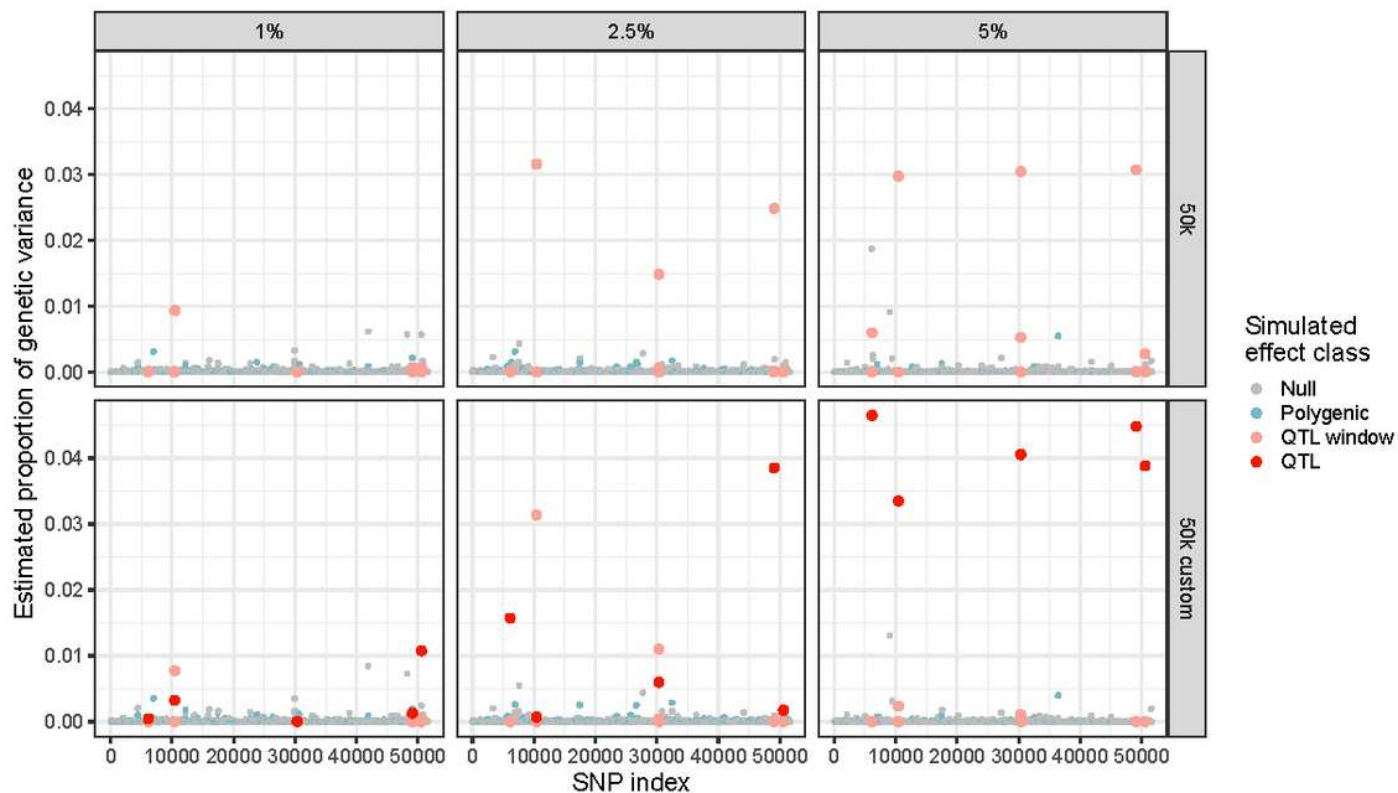 1%
2.5%
5%
Estimated proportion of genetic variance
0.04
0.03
0.02
0.01
0.00
50k
0.04
0.03
0.02
0.01
0.00
50k custom
0 10000 20000 30000 40000 50000
0 10000 20000 30000 40000 50000
0 10000 20000 30000 40000 50000
SNP index
Simulated
effect class
Null
Polygenic
QTL window
QTL